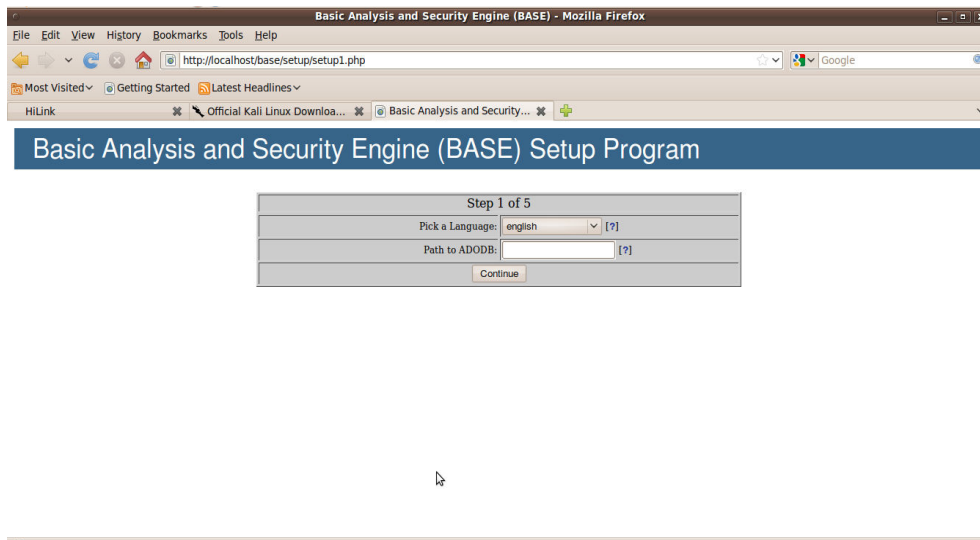 Basic Analysis and Security Engine (BASE) - Mozilla Firefox
File Edit View History Bookmarks Tools Help
http://localhost/base/setup/setup1.php
Google
Most Visited Getting Started Latest Headlines
HiLink Official Kali Linux Downloa... Basic Analysis and Security...
Basic Analysis and Security Engine (BASE) Setup Program
Step 1 of 5
Pick a Language: english [?]
Path to ADODB: [?]
Continue